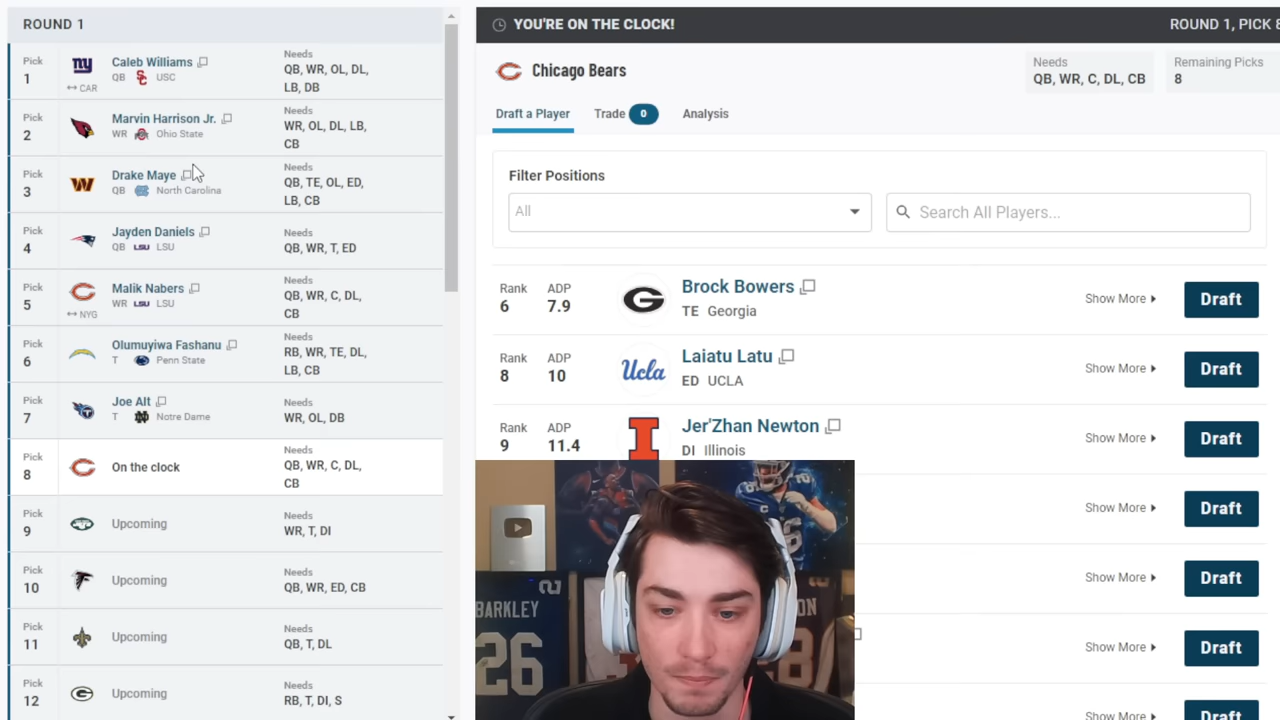 ROUND 1
Pick 1
Caleb Williams
QB USC
↔ CAR
Needs
QB, WR, OL, DL,
LB, DB
Pick 2
Marvin Harrison Jr.
WR Ohio State
Needs
WR, OL, DL, LB,
CB
Pick 3
Drake Maye
QB North Carolina
Needs
QB, TE, OL, ED,
LB, CB
Pick 4
Jayden Daniels
QB LSU LSU
Needs
QB, WR, T, ED
Pick 5
Malik Nabers
WR LSU LSU
↔ NYG
Needs
QB, WR, C, DL,
CB
Pick 6
Olumuyiwa Fashanu
T Penn State
Needs
RB, WR, TE, DL,
LB, CB
Pick 7
Joe Alt
T Notre Dame
Needs
WR, OL, DB
Pick 8
On the clock
Needs
QB, WR, C, DL,
CB
Pick 9
Upcoming
Needs
WR, T, DI
Pick 10
Upcoming
Needs
QB, WR, ED, CB
Pick 11
Upcoming
Needs
QB, T, DL
Pick 12
Upcoming
Needs
RB, T, DI, S
YOU'RE ON THE CLOCK!
ROUND 1, PICK 8
Chicago Bears
Needs
QB, WR, C, DL, CB
Remaining Picks
8
Draft a Player Trade 0 Analysis
Filter Positions
All
Search All Players...
Rank 6
ADP 7.9
Brock Bowers
TE Georgia
Show More
Draft
Rank 8
ADP 10
Ucla
Laiatu Latu
ED UCLA
Show More
Draft
Rank 9
ADP 11.4
Jer'Zhan Newton
DI Illinois
Show More
Draft
Show More
Draft
Show More
Draft
Show More
Draft
Show More
Draft
BARKLEY
26
26